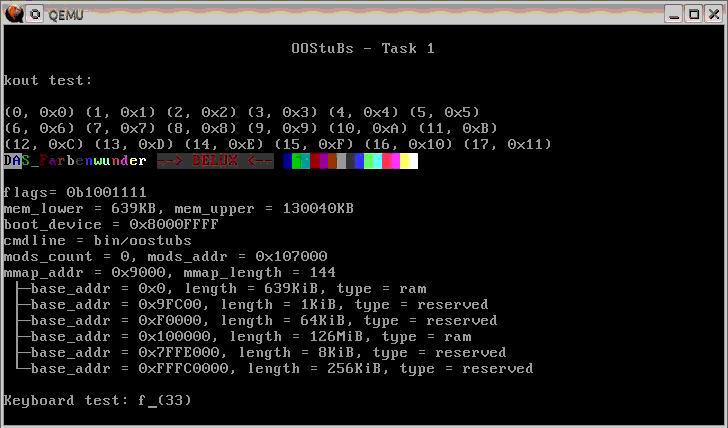 QEMU
OOStuBs - Task 1
kout test:
(0, 0x0) (1, 0x1) (2, 0x2) (3, 0x3) (4, 0x4) (5, 0x5)
(6, 0x6) (7, 0x7) (8, 0x8) (9, 0x9) (10, 0xA) (11, 0xB)
(12, 0xC) (13, 0xD) (14, 0xE) (15, 0xF) (16, 0x10) (17, 0x11)
DAS_Farbenwunder --> DELUX <--
flags= 0b1001111
mem_lower = 639KB, mem_upper = 130040KB
boot_device = 0x8000FFFF
cmdline = bin/oostubs
mods_count = 0, mods_addr = 0x107000
mmap_addr = 0x9000, mmap_length = 144
├─base_addr = 0x0, length = 639KiB, type = ram
├─base_addr = 0x9FC00, length = 1KiB, type = reserved
├─base_addr = 0xF0000, length = 64KiB, type = reserved
├─base_addr = 0x100000, length = 126MiB, type = ram
├─base_addr = 0x7FFE000, length = 8KiB, type = reserved
└─base_addr = 0xFFFC0000, length = 256KiB, type = reserved
Keyboard test: f_(33)